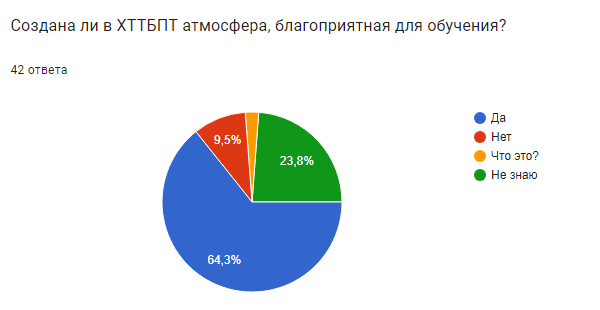 Создана ли в ХТТБПТ атмосфера, благоприятная для обучения?
42 ответа
9,5%
23,8%
64,3%
Да
Нет
Что это?
Не знаю